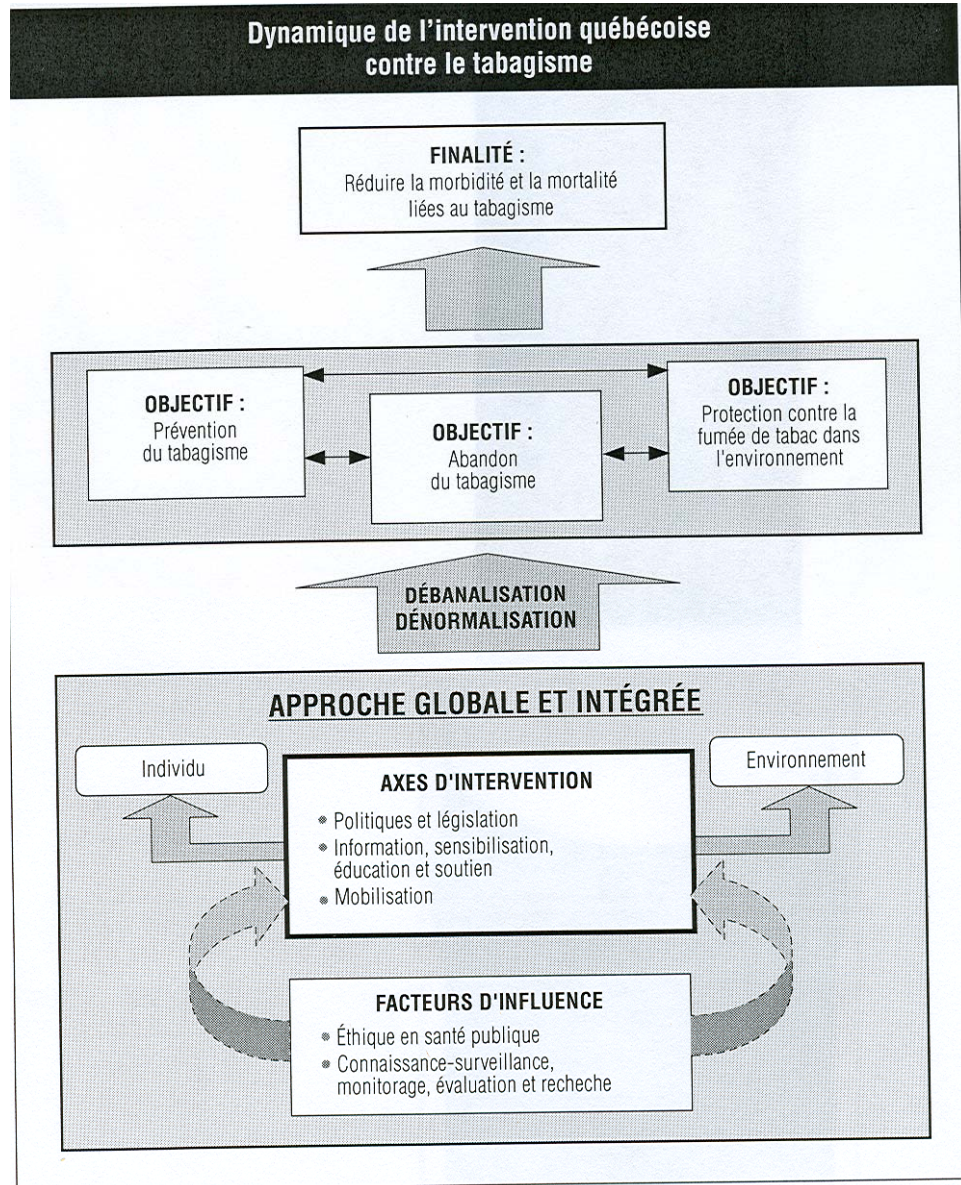 Dynamique de l'intervention québécoise
contre le tabagisme
FINALITÉ :
Réduire la morbidité et la mortalité
liées au tabagisme
OBJECTIF :
Prévention
du tabagisme
OBJECTIF :
Abandon
du tabagisme
OBJECTIF :
Protection contre la
fumée de tabac dans
l'environnement
DÉBANALISATION
DÉNORMALISATION
APPROCHE GLOBALE ET INTÉGRÉE
Individu
Environnement
AXES D'INTERVENTION
• Politiques et législation
• Information, sensibilisation,
éducation et soutien
• Mobilisation
FACTEURS D'INFLUENCE
• Éthique en santé publique
• Connaissance-surveillance,
monitorage, évaluation et recheche